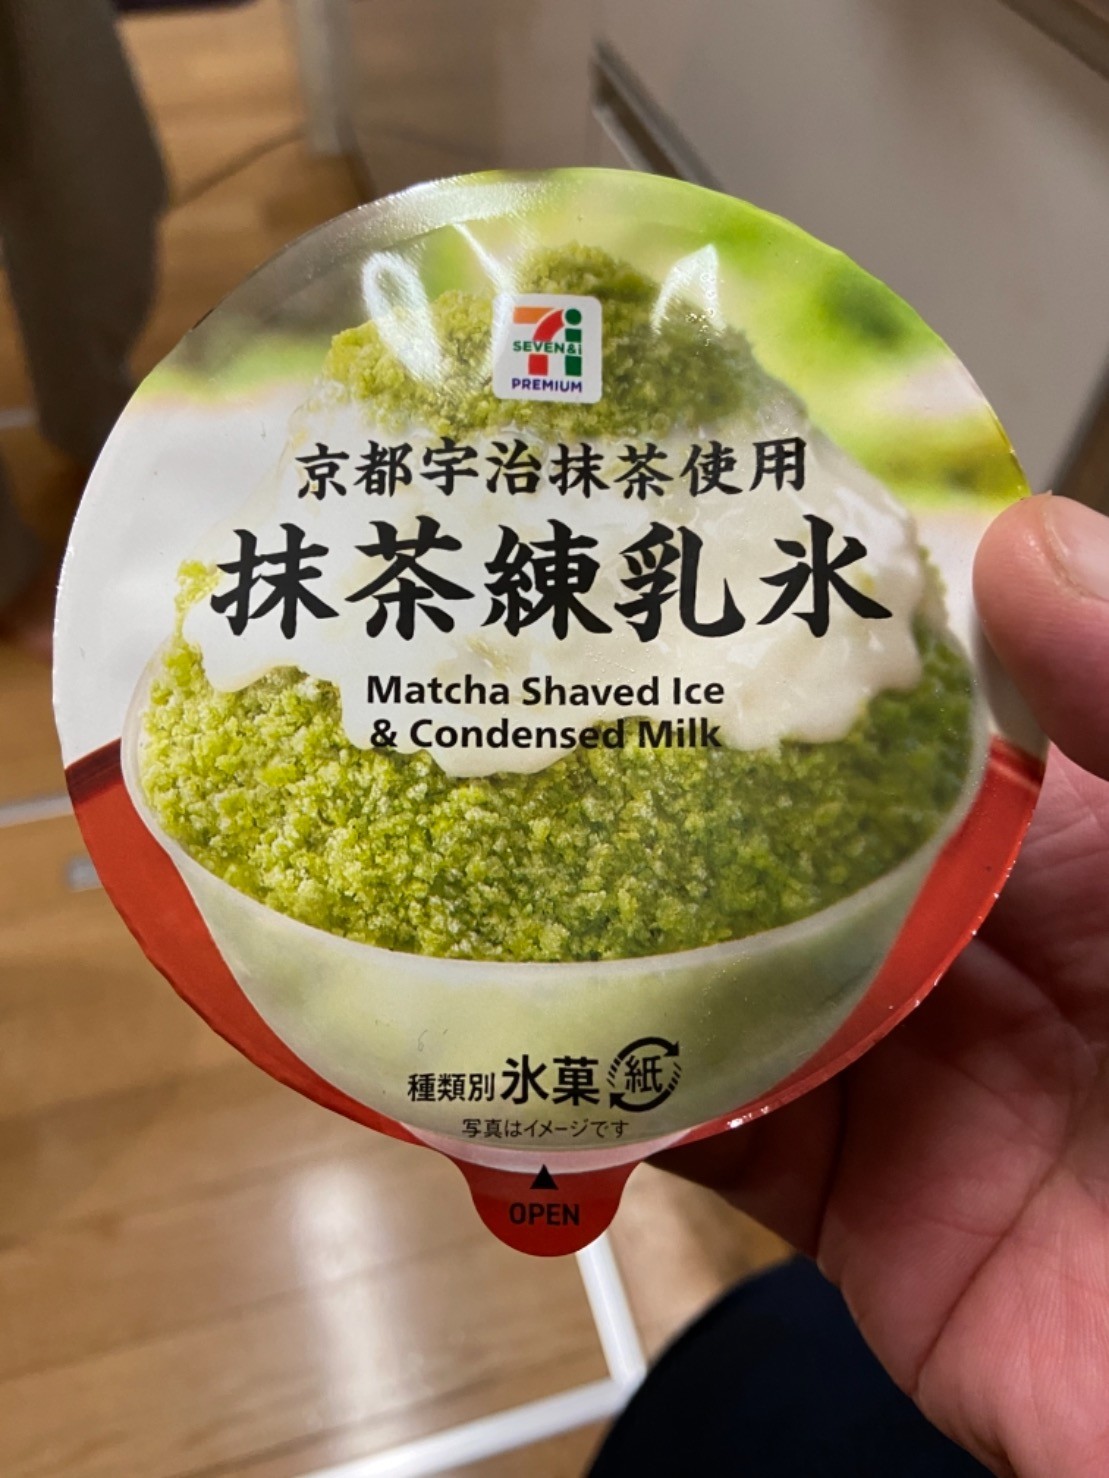 SEVEN&i
PREMIUM
京都宇治抹茶使用
抹茶練乳氷
Matcha Shaved Ice
& Condensed Milk
種類別氷菓 紙
写真はイメージです
OPEN